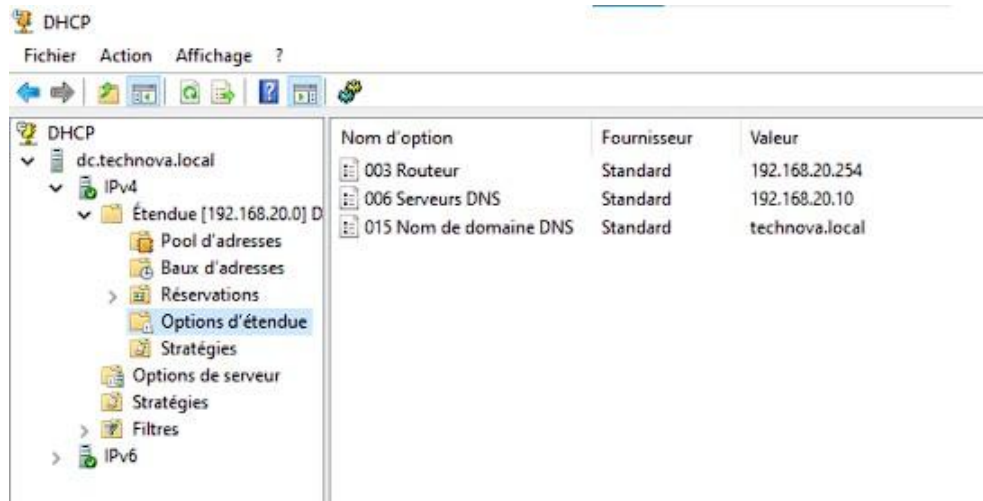 DHCP
Fichier Action Affichage ?
DHCP
dc.technova.local
IPv4
Étendue [192.168.20.0] D
Pool d'adresses
Baux d'adresses
Réservations
Options d'étendue
Stratégies
Options de serveur
Stratégies
Filtres
IPv6
Nom d'option Fournisseur Valeur
003 Routeur Standard 192.168.20.254
006 Serveurs DNS Standard 192.168.20.10
015 Nom de domaine DNS Standard technova.local